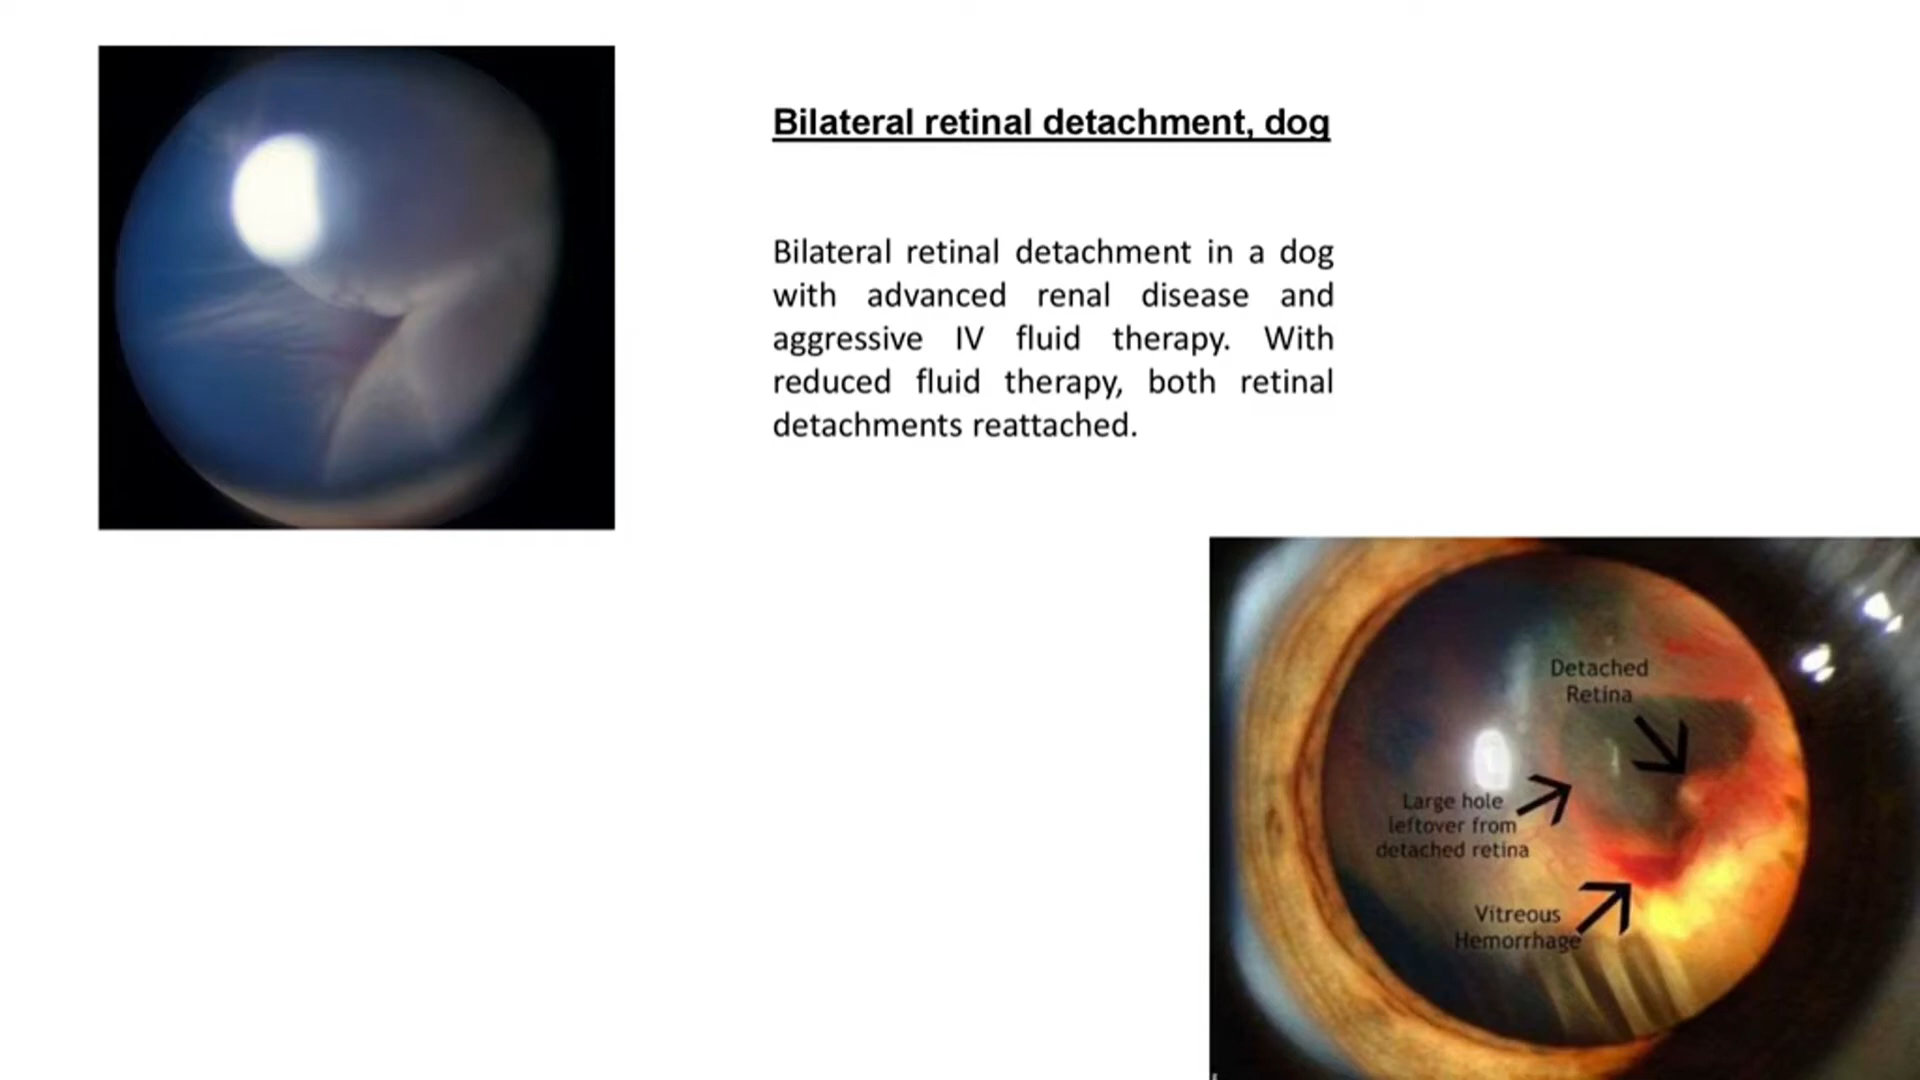 Bilateral retinal detachment, dog
Bilateral retinal detachment in a dog
with advanced renal disease and
aggressive IV fluid therapy. With
reduced fluid therapy, both retinal
detachments reattached.
Detached
Retina
Large hole
leftover from
detached retina
Vitreous
Hemorrhage